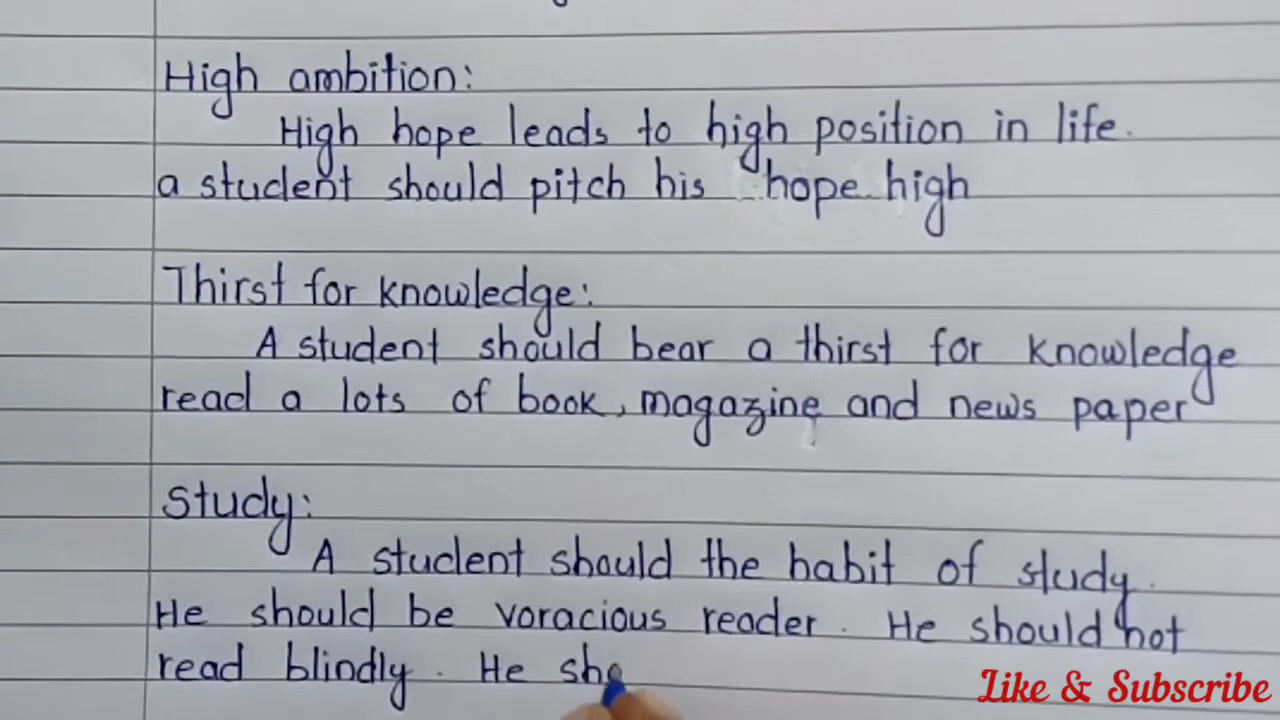 High ambition:
High hope leads to high position in life.
a student should pitch his hope high
Thirst for knowledge:
A student should bear a thirst for knowledge
read a lots of book, magazine and news paper
Study:
A student should the habit of study.
He should be voracious reader. He should not
read blindly. He sho
Like & Subscribe